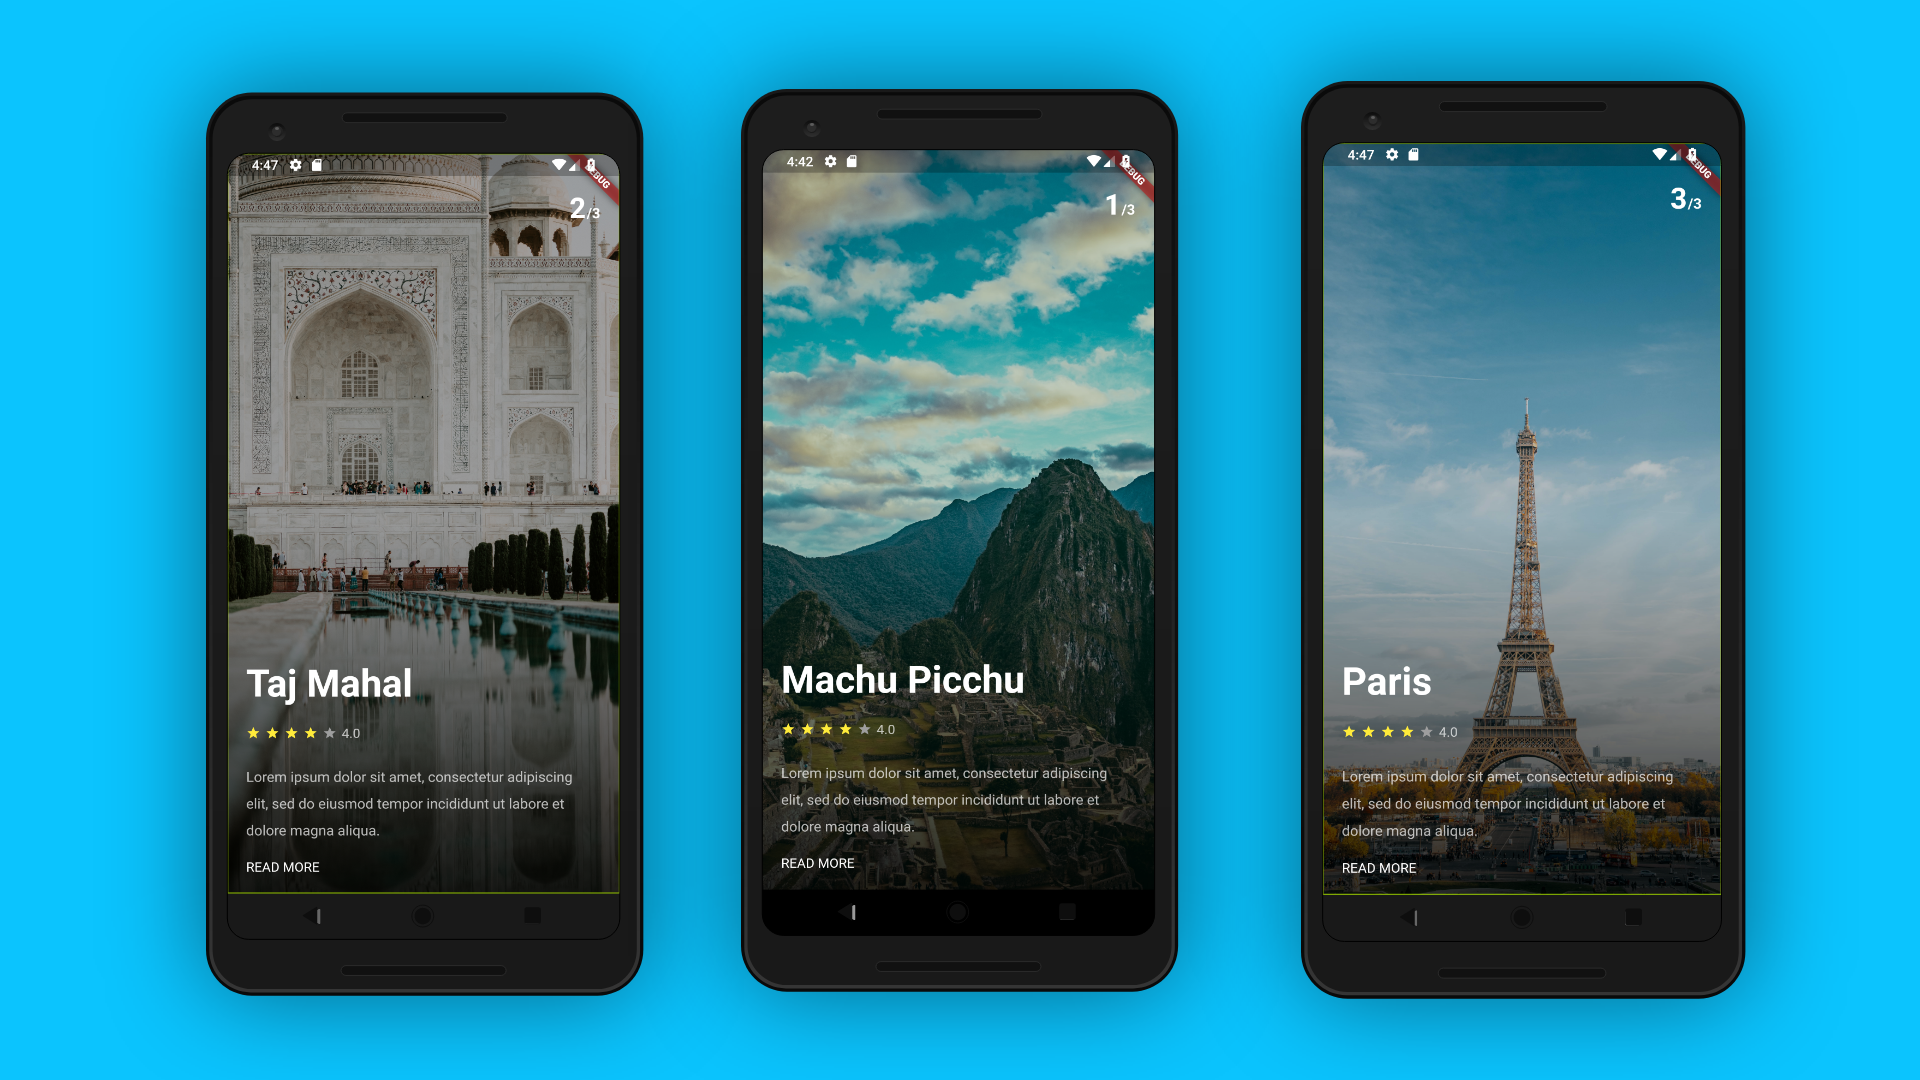 4:47
DEBUG
2/3
Taj Mahal
4.0
Lorem ipsum dolor sit amet, consectetur adipiscing
elit, sed do eiusmod tempor incididunt ut labore et
dolore magna aliqua.
READ MORE
4:42
DEBUG
1/3
Machu Picchu
4.0
Lorem ipsum dolor sit amet, consectetur adipiscing
elit, sed do eiusmod tempor incididunt ut labore et
dolore magna aliqua.
READ MORE
4:47
DEBUG
3/3
Paris
4.0
Lorem ipsum dolor sit amet, consectetur adipiscing
elit, sed do eiusmod tempor incididunt ut labore et
dolore magna aliqua.
READ MORE